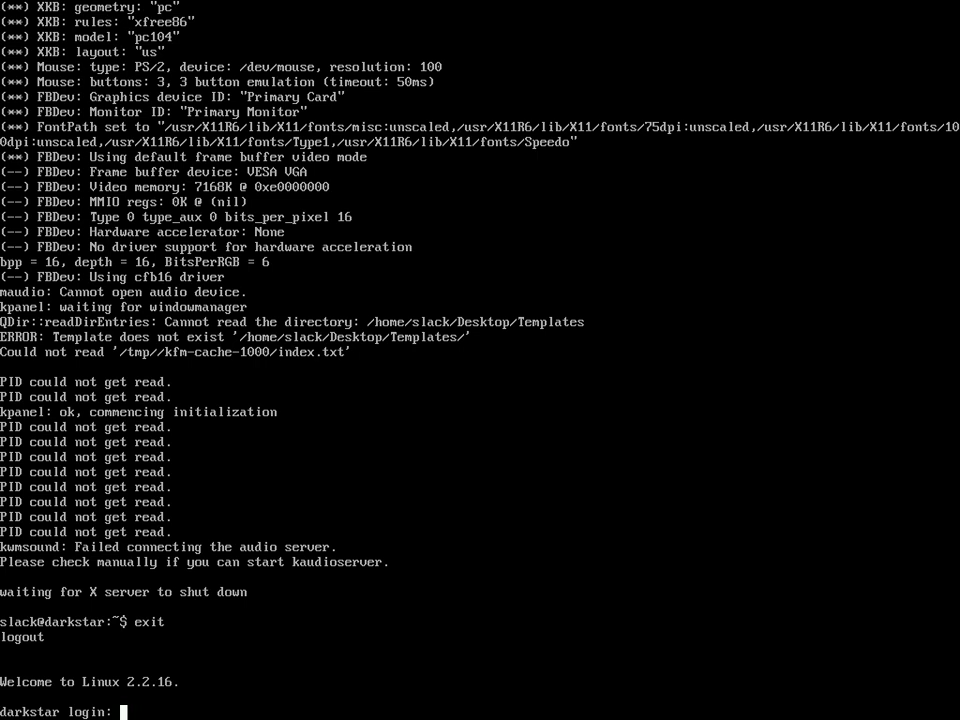 (**) XKB: geometry: "pc"
(**) XKB: rules: "xfree86"
(**) XKB: model: "pc104"
(**) XKB: layout: "us"
(**) Mouse: type: PS/2, device: /dev/mouse, resolution: 100
(**) Mouse: buttons: 3, 3 button emulation (timeout: 50ms)
(**) FBDev: Graphics device ID: "Primary Card"
(**) FBDev: Monitor ID: "Primary Monitor"
(**) FontPath set to "/usr/X11R6/lib/X11/fonts/misc:unscaled,/usr/X11R6/lib/X11/fonts/75dpi:unscaled,/usr/X11R6/lib/X11/fonts/10
0dpi:unscaled,/usr/X11R6/lib/X11/fonts/Type1,/usr/X11R6/lib/X11/fonts/Speedo"
(**) FBDev: Using default frame buffer video mode
(--) FBDev: Frame buffer device: VESA VGA
(--) FBDev: Video memory: 7168K @ 0xe0000000
(--) FBDev: MMIO regs: 0K @ (nil)
(--) FBDev: Type 0 type_aux 0 bits_per_pixel 16
(--) FBDev: Hardware accelerator: None
(--) FBDev: No driver support for hardware acceleration
bpp = 16, depth = 16, BitsPerRGB = 6
(--) FBDev: Using cfb16 driver
maudio: Cannot open audio device.
kpanel: waiting for windowmanager
QDir::readDirEntries: Cannot read the directory: /home/slack/Desktop/Templates
ERROR: Template does not exist '/home/slack/Desktop/Templates/'
Could not read '/tmp//kfm-cache-1000/index.txt'
PID could not get read.
PID could not get read.
kpanel: ok, commencing initialization
PID could not get read.
PID could not get read.
PID could not get read.
PID could not get read.
PID could not get read.
PID could not get read.
PID could not get read.
PID could not get read.
kwmsound: Failed connecting the audio server.
Please check manually if you can start kaudioserver.
waiting for X server to shut down
slack@darkstar:~$ exit
logout
Welcome to Linux 2.2.16.
darkstar login: